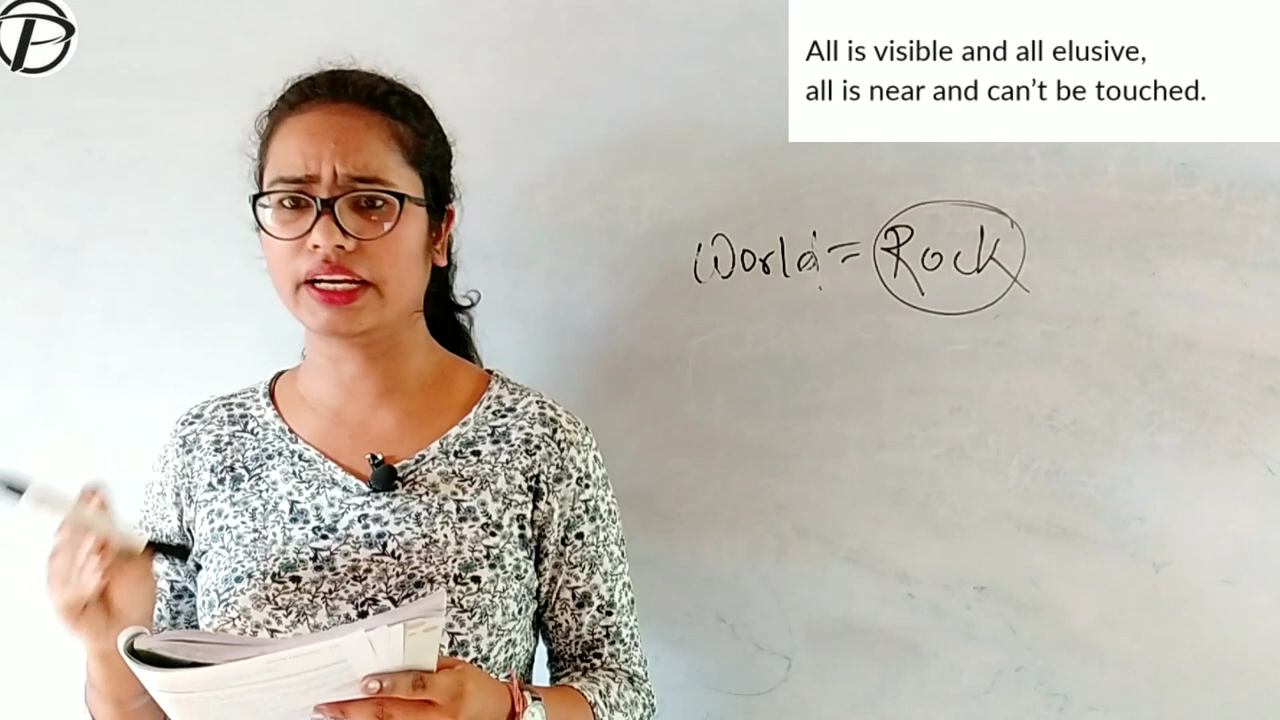 All is visible and all elusive,
all is near and can't be touched.
World = Rock